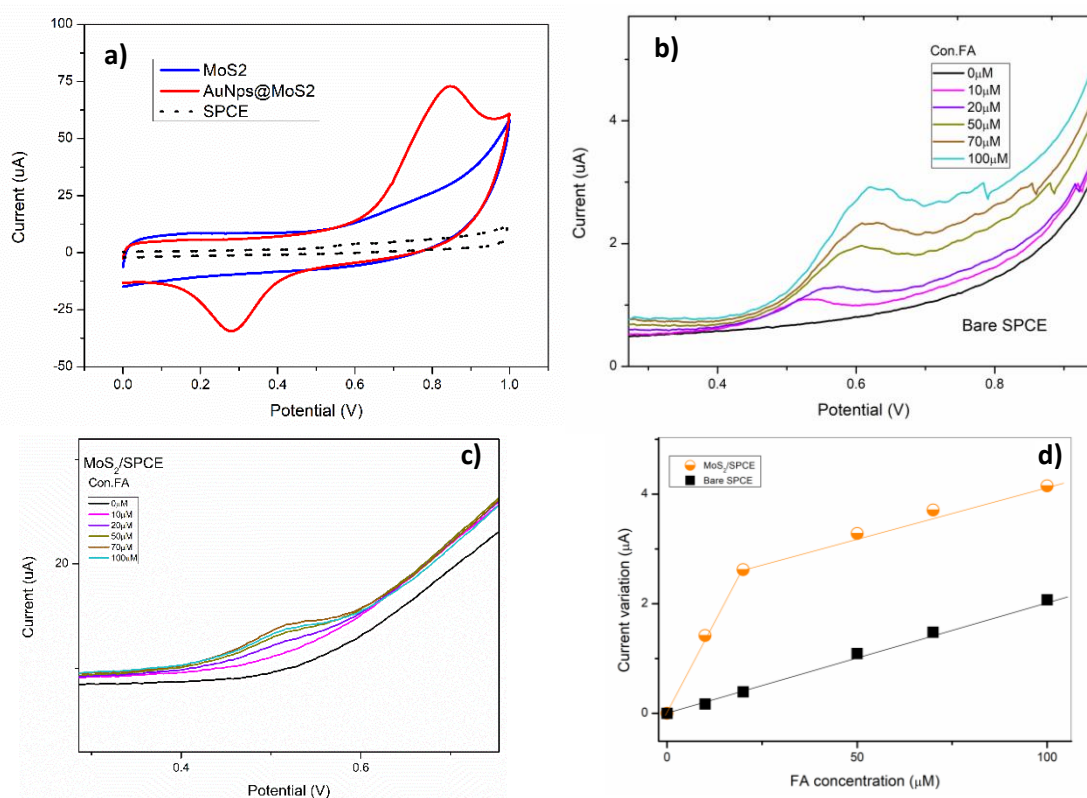 a)
MoS2
AuNps@MoS2
SPCE
100
75
50
25
0
-25
-50
Current (uA)
0.0 0.2 0.4 0.6 0.8 1.0
Potential (V)
b)
Con.FA
0μM
10μM
20μM
50μM
70μM
100μM
Bare SPCE
4
2
0
Current (uA)
0.4 0.6 0.8
Potential (V)
c)
MoS₂/SPCE
Con.FA
0μM
10μM
20μM
50μM
70μM
100uM
20
Current (uA)
0.4 0.6
Potential (V)
d)
MoS₂/SPCE
Bare SPCE
4
2
0
Current variation (μA)
0 50 100
FA concentration (μM)